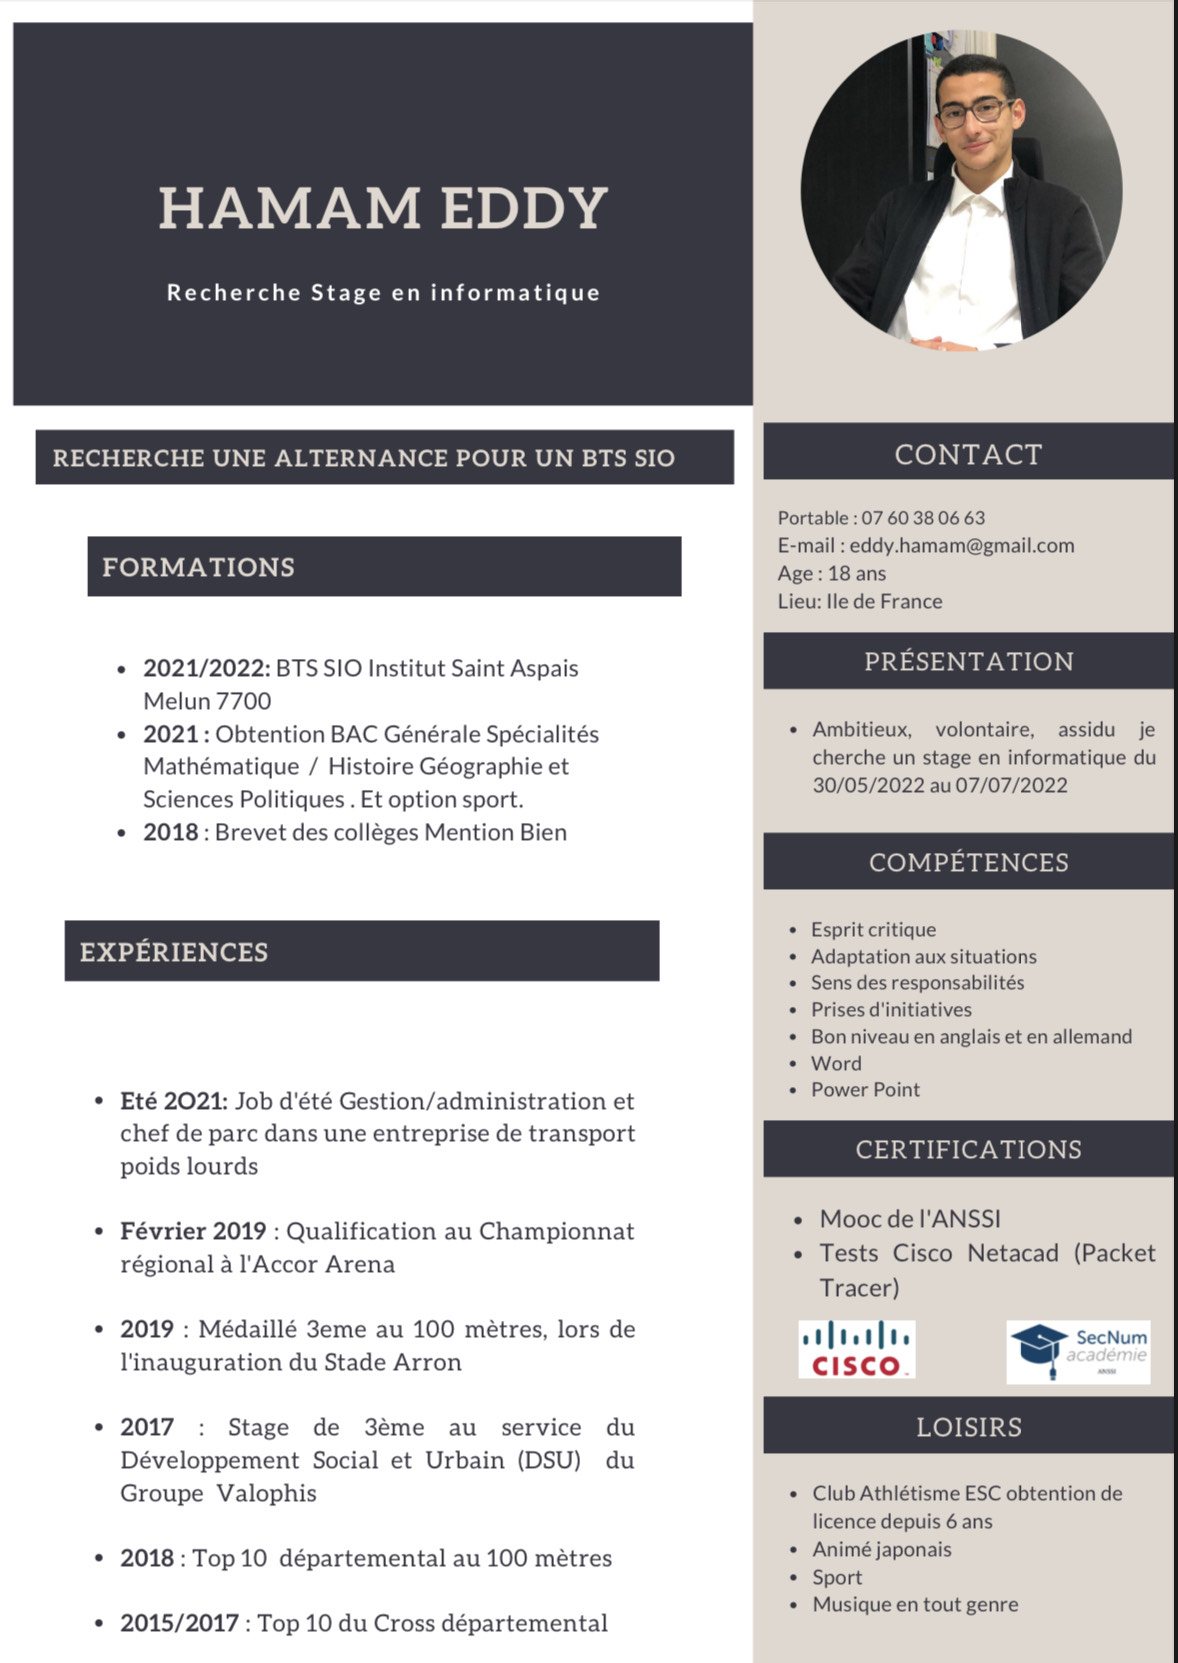 HAMAM EDDY
Recherche Stage en informatique
RECHERCHE UNE ALTERNANCE POUR UN BTS SIO
FORMATIONS
2021/2022: BTS SIO Institut Saint Aspais
Melun 7700
2021 : Obtention BAC Générale Spécialités
Mathématique / Histoire Géographie et
Sciences Politiques . Et option sport.
2018 : Brevet des collèges Mention Bien
EXPÉRIENCES
Eté 2O21: Job d'été Gestion/administration et
chef de parc dans une entreprise de transport
poids lourds
Février 2019 : Qualification au Championnat
régional à l'Accor Arena
2019 : Médaillé 3eme au 100 mètres, lors de
l'inauguration du Stade Arron
2017 : Stage de 3ème au service du
Développement Social et Urbain (DSU) du
Groupe Valophis
2018 : Top 10 départemental au 100 mètres
2015/2017 : Top 10 du Cross départemental
CONTACT
Portable : 07 60 38 06 63
E-mail : eddy.hamam@gmail.com
Age : 18 ans
Lieu: Ile de France
PRÉSENTATION
Ambitieux, volontaire, assidu je
cherche un stage en informatique du
30/05/2022 au 07/07/2022
COMPÉTENCES
Esprit critique
Adaptation aux situations
Sens des responsabilités
Prises d'initiatives
Bon niveau en anglais et en allemand
Word
Power Point
CERTIFICATIONS
Mooc de l'ANSSI
Tests Cisco Netacad (Packet
Tracer)
CISCO
SecNum
académie
ANSSI
LOISIRS
Club Athlétisme ESC obtention de
licence depuis 6 ans
Animé japonais
Sport
Musique en tout genre